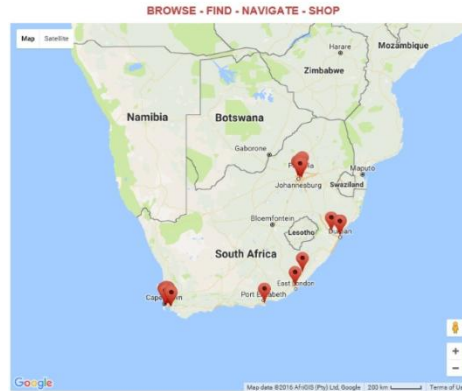 BROWSE - FIND - NAVIGATE - SHOP
Map Satellite
Harare
Mozambique
Zimbabwe
Namibia
Botswana
Gaborone
Maputo
Johannesburg
Swaziland
Bloemfontein
Lesotho
South Africa
East London
Port Elizabeth
Google
Map data ©2016 AfriGIS (Pty) Ltd, Google 200 km Terms of Use